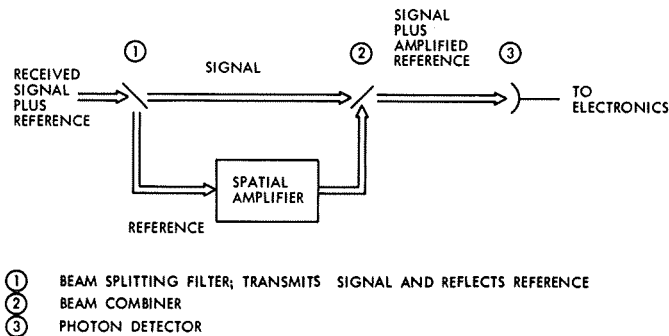 SIGNAL
PLUS
AMPLIFIED
REFERENCE
1
2
3
RECEIVED
SIGNAL
PLUS
REFERENCE
SIGNAL
TO
ELECTRONICS
SPATIAL
AMPLIFIER
REFERENCE
1 BEAM SPLITTING FILTER; TRANSMITS SIGNAL AND REFLECTS REFERENCE
2 BEAM COMBINER
3 PHOTON DETECTOR